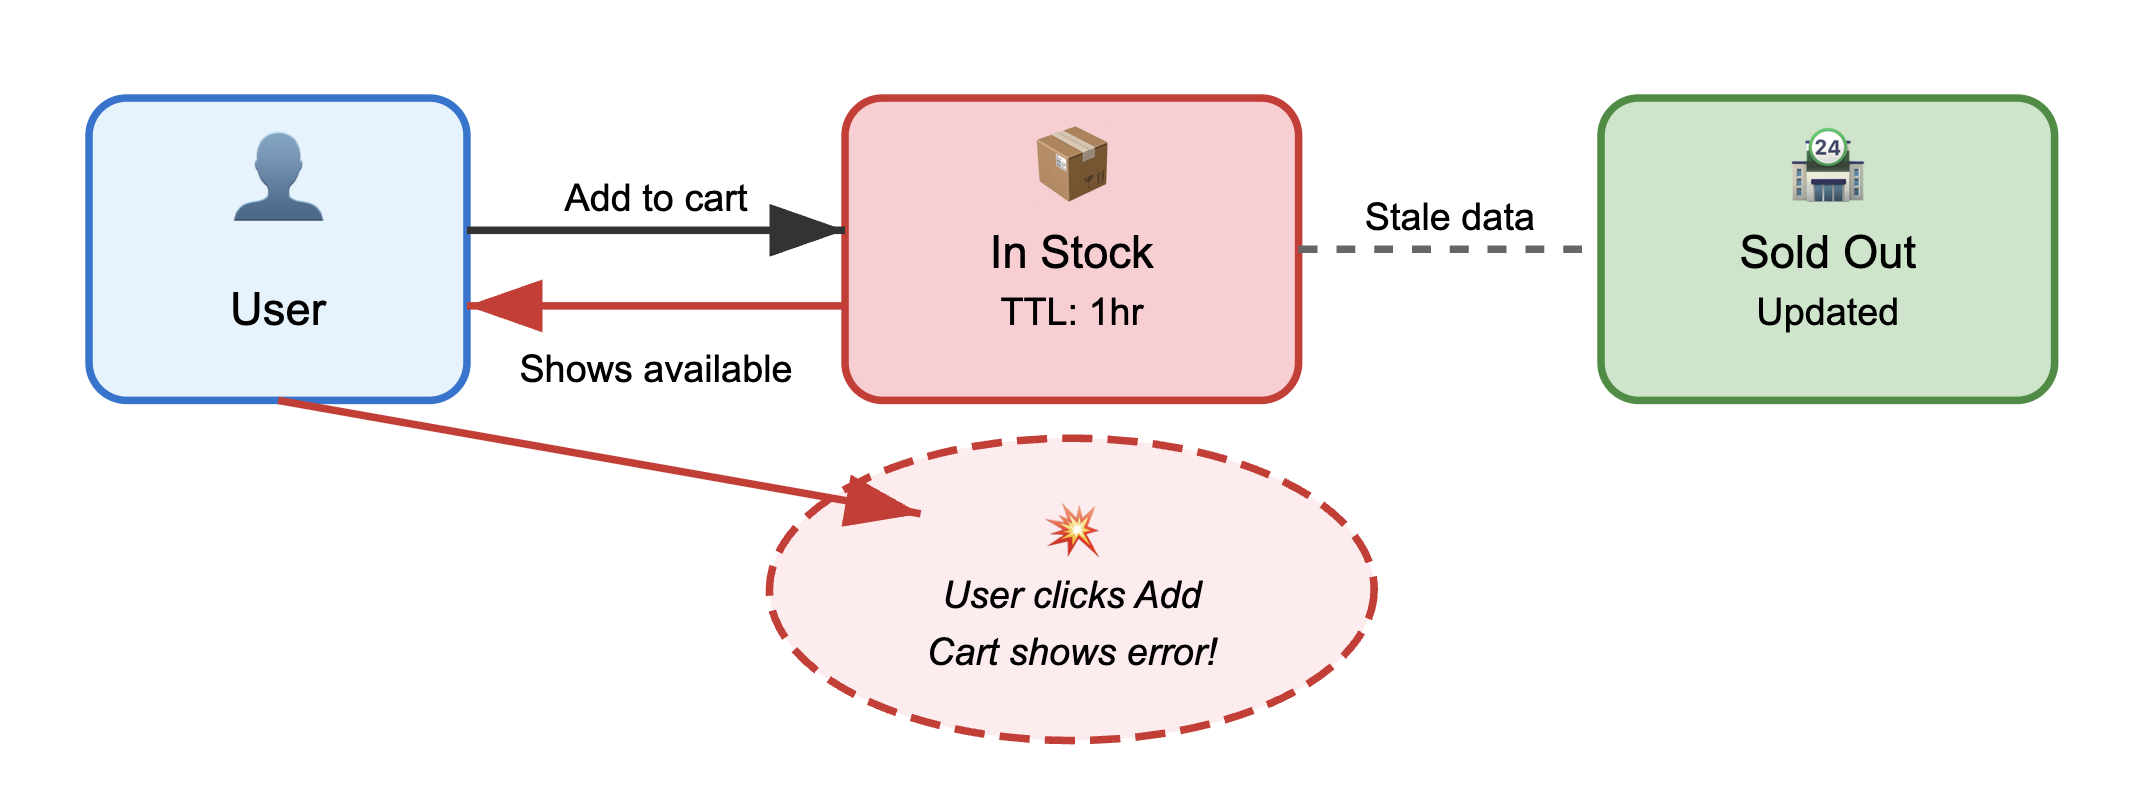 User
Add to cart
Shows available
In Stock
TTL: 1hr
Stale data
24
Sold Out
Updated
User clicks Add
Cart shows error!